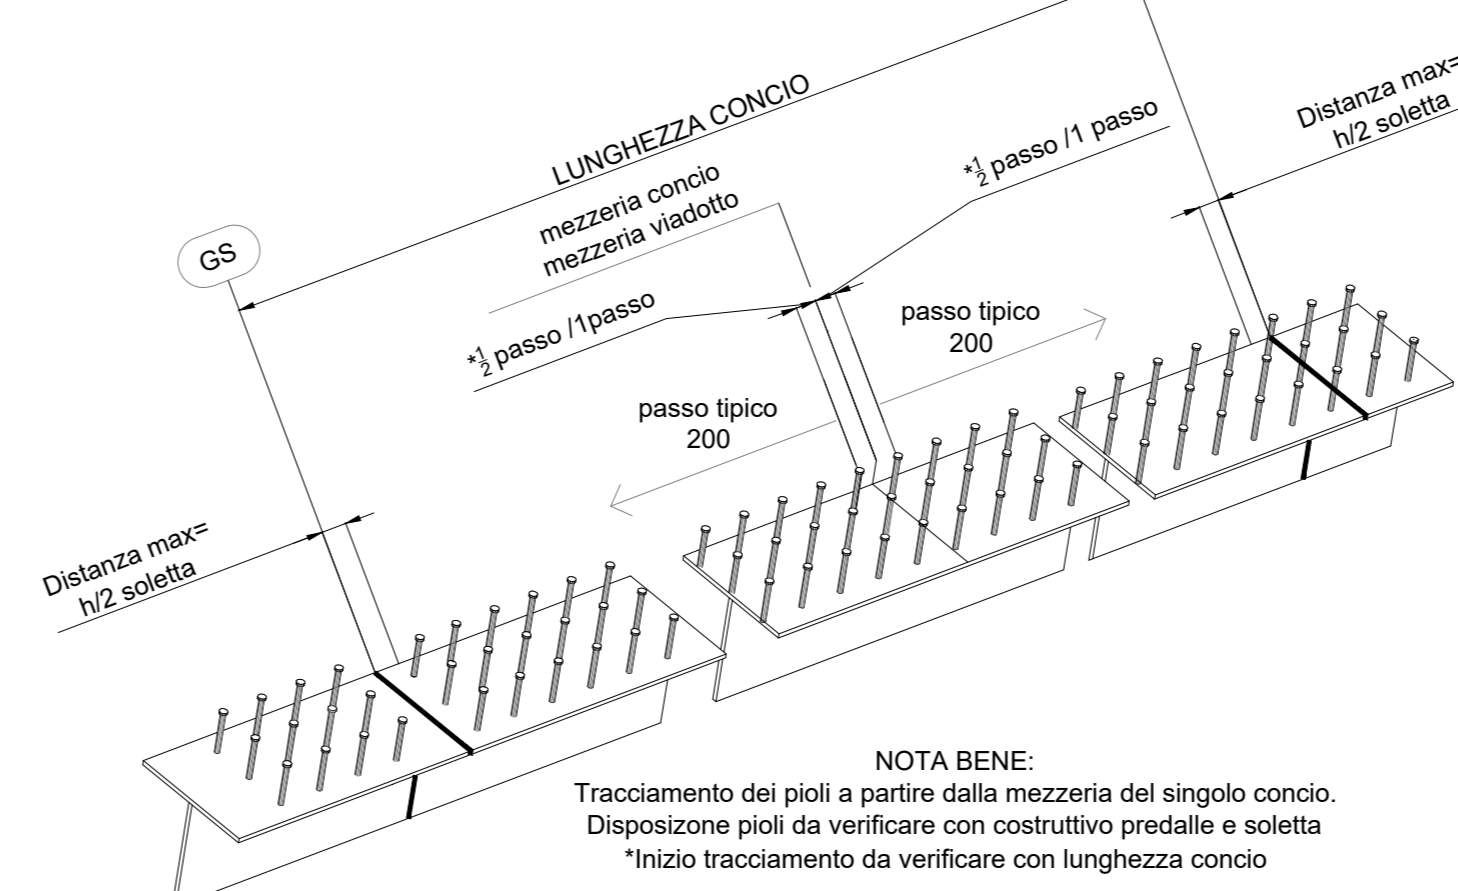 LUNGHEZZA CONCIO
Distanza max=
h/2 soletta
*1/2 passo /1 passo
mezzeria concio
mezzeria viadotto
GS
*1/2 passo /1passo
passo tipico
200
passo tipico
200
Distanza max=
h/2 soletta
NOTA BENE:
Tracciamento dei pioli a partire dalla mezzeria del singolo concio.
Disposizone pioli da verificare con costruttivo predalle e soletta
*Inizio tracciamento da verificare con lunghezza concio